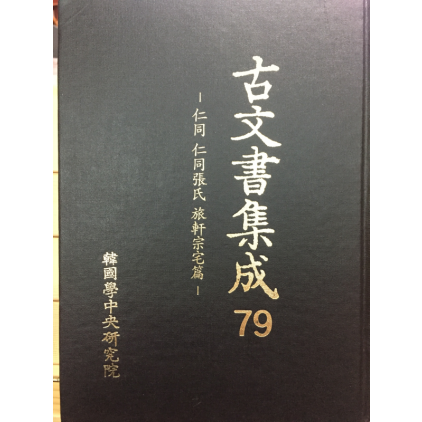 古文書集成 79
- 仁同 仁同張氏 旅軒宗宅篇 -
韓國學中央研究院